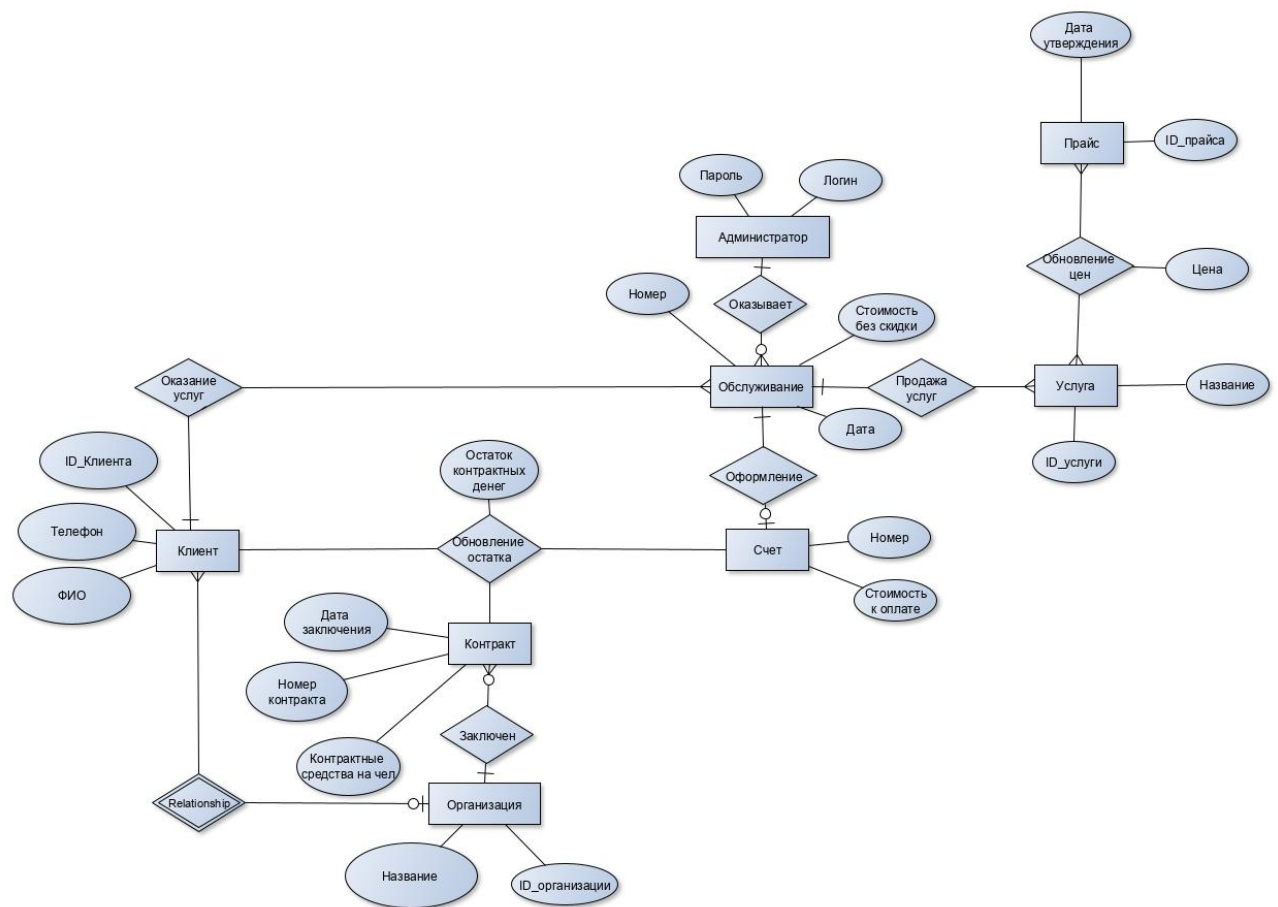 Дата
утверждения
Прайс
ID_прайса
Пароль
Логин
Администратор
Обновление
цен
Цена
Номер
Оказывает
Стоимость
без скидки
Оказание
услуг
Обслуживание
Продажа
услуг
Услуга
Название
Дата
ID_услуги
ID_Клиента
Остаток
контрактных
денег
Оформление
Телефон
Клиент
Обновление
остатка
Счет
Номер
ФИО
Стоимость
к оплате
Дата
заключения
Контракт
Номер
контракта
Заключен
Контрактные
средства на чел
Relationship
Организация
Название
ID_организации